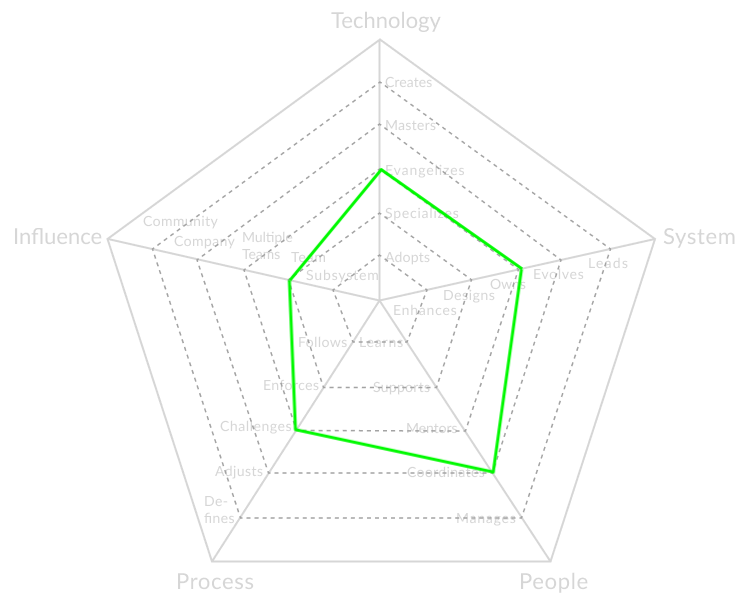 Technology
Creates
Masters
Evangelizes
Specializes
Adopts
Influence
Community
Company
Multiple
Teams
Team
Subsystem
System
Leads
Evolves
Owns
Designs
Enhances
Follows
Enforces
Challenges
Adjusts
De-
fines
Process
Learns
Supports
Mentors
Coordinates
Manages
People